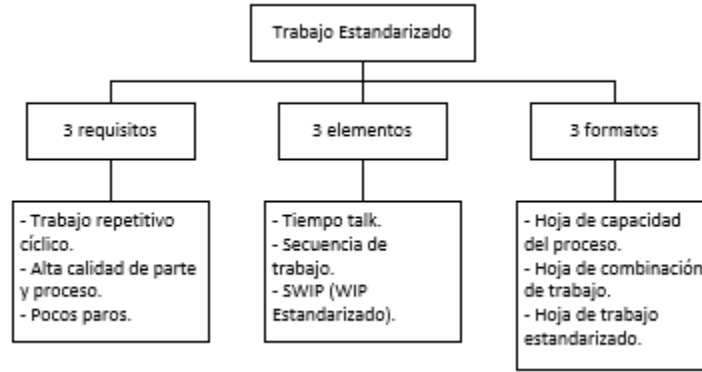 Trabajo Estandarizado
3 requisitos
3 elementos
3 formatos
- Trabajo repetitivo
cíclico.
- Alta calidad de parte
y proceso.
- Pocos paros.
- Tiempo talk.
- Secuencia de
trabajo.
- SWIP (WIP
Estandarizado).
- Hoja de capacidad
del proceso.
- Hoja de combinación
de trabajo.
- Hoja de trabajo
estandarizado.